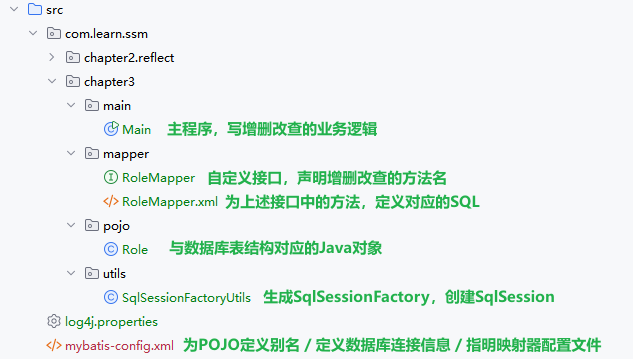 src
com.learn.ssm
chapter2.reflect
chapter3
main
Main 主程序，写增删改查的业务逻辑
mapper
RoleMapper 自定义接口，声明增删改查的方法名
RoleMapper.xml 为上述接口中的方法，定义对应的SQL
pojo
Role 与数据库表结构对应的Java对象
utils
SqlSessionFactoryUtils 生成SqlSessionFactory，创建SqlSession
log4j.properties
mybatis-config.xml 为POJO定义别名 / 定义数据库连接信息 / 指明映射器配置文件